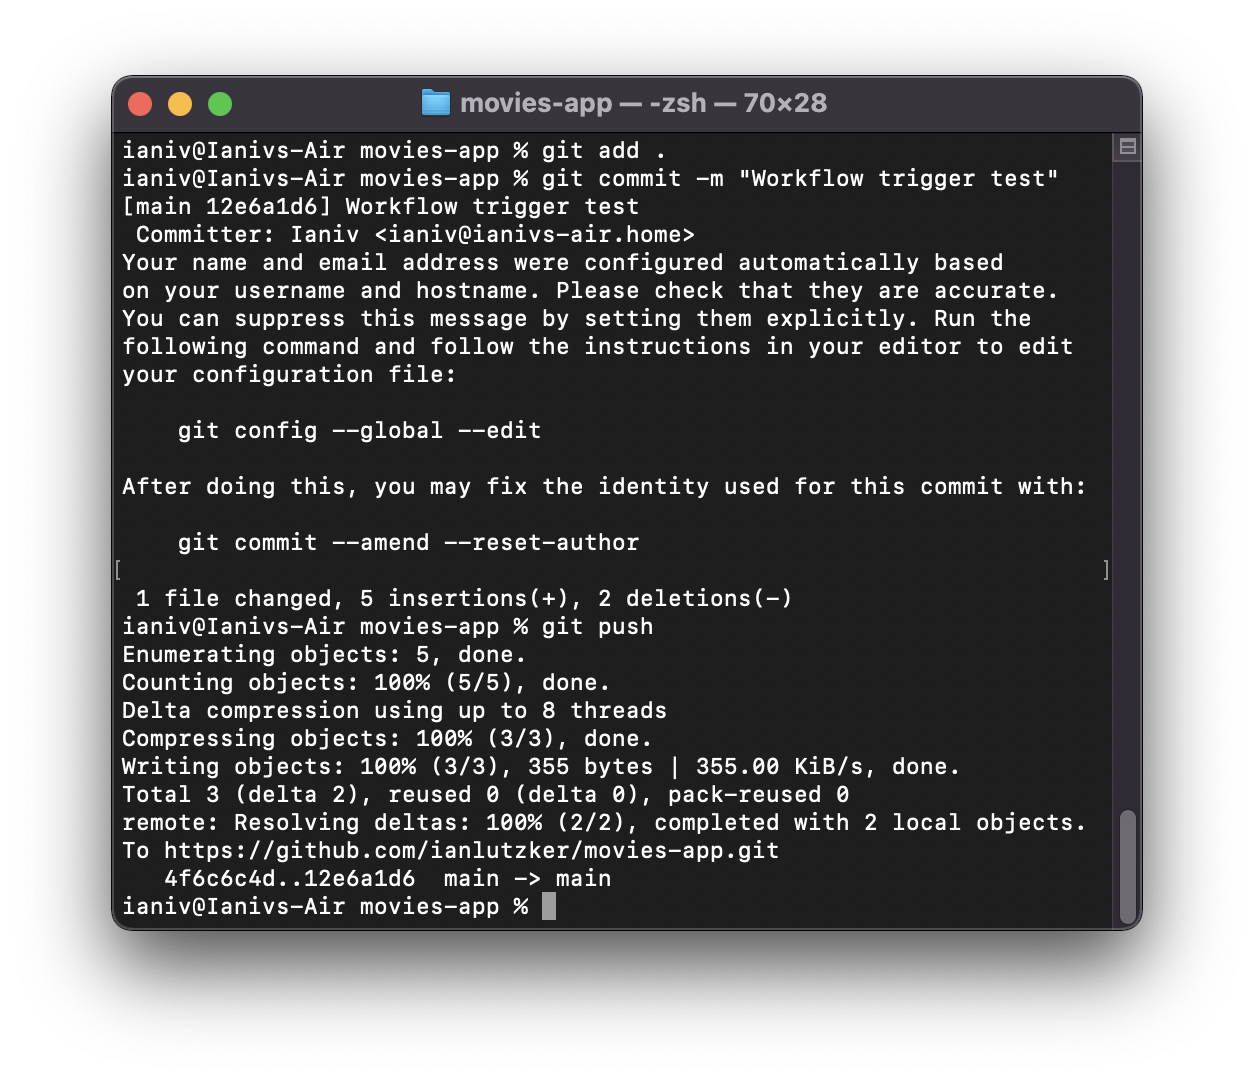 movies-app — -zsh — 70×28
ianiv@Ianivs-Air movies-app % git add .
ianiv@Ianivs-Air movies-app % git commit -m "Workflow trigger test"
[main 12e6a1d6] Workflow trigger test
 Committer: Ianiv <ianiv@ianivs-air.home>
Your name and email address were configured automatically based
on your username and hostname. Please check that they are accurate.
You can suppress this message by setting them explicitly. Run the
following command and follow the instructions in your editor to edit
your configuration file:

    git config --global --edit

After doing this, you may fix the identity used for this commit with:

    git commit --amend --reset-author
[ ]
 1 file changed, 5 insertions(+), 2 deletions(-)
ianiv@Ianivs-Air movies-app % git push
Enumerating objects: 5, done.
Counting objects: 100% (5/5), done.
Delta compression using up to 8 threads
Compressing objects: 100% (3/3), done.
Writing objects: 100% (3/3), 355 bytes | 355.00 KiB/s, done.
Total 3 (delta 2), reused 0 (delta 0), pack-reused 0
remote: Resolving deltas: 100% (2/2), completed with 2 local objects.
To https://github.com/ianlutzker/movies-app.git
   4f6c6c4d..12e6a1d6  main -> main
ianiv@Ianivs-Air movies-app %